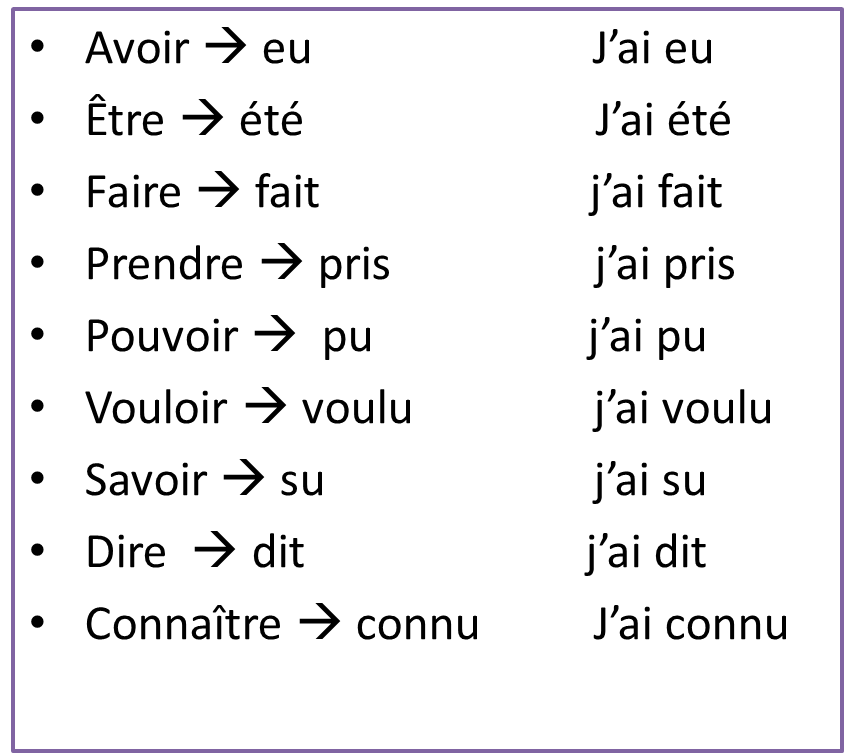 • Avoir → eu J’ai eu
• Être → été J’ai été
• Faire → fait j’ai fait
• Prendre → pris j’ai pris
• Pouvoir → pu j’ai pu
• Vouloir → voulu j’ai voulu
• Savoir → su j’ai su
• Dire → dit j’ai dit
• Connaître → connu J’ai connu